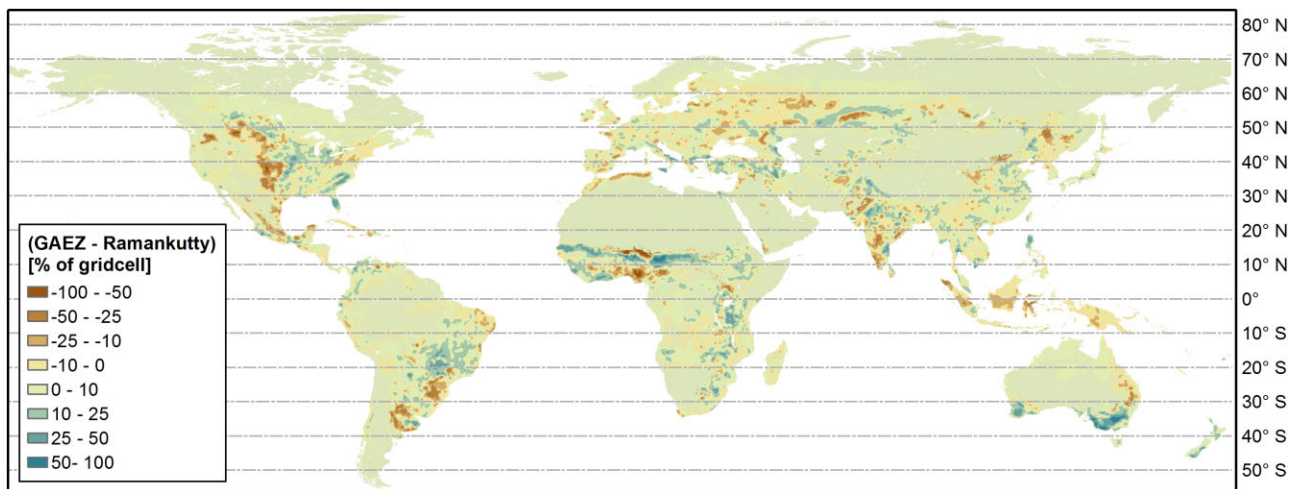 80° N
70° N
60° N
50° N
40° N
30° N
20° N
10° N
0°
10° S
20° S
30° S
40° S
50° S
(GAEZ - Ramankutty)
[% of gridcell]
-100 - -50
-50 - -25
-25 - -10
-10 - 0
0 - 10
10 - 25
25 - 50
50- 100